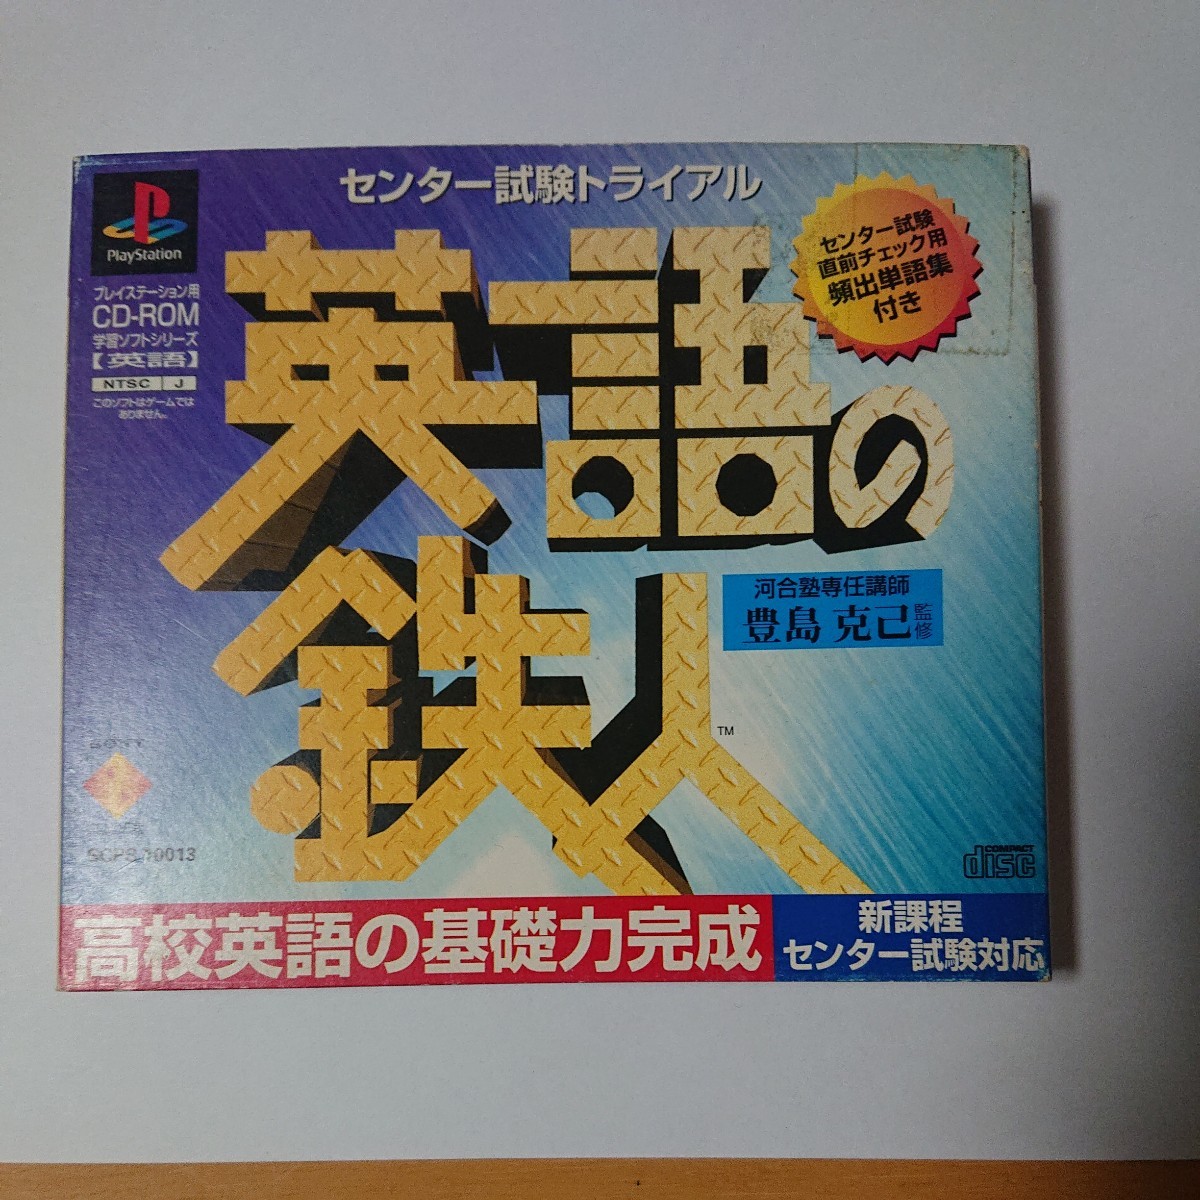 センター試験トライアル
PlayStation
プレイステーション用
CD-ROM
学習ソフトシリーズ
【英語】
NTSC J
このソフトはゲームでは
ありません。
センター試験
直前チェック用
頻出単語集
付き
英語の
鉄人
TM
河合塾専任講師
豊島 克己 監修
SONY
SCPS 10013
COMPACT
disc
高校英語の基礎力完成
新課程
センター試験対応